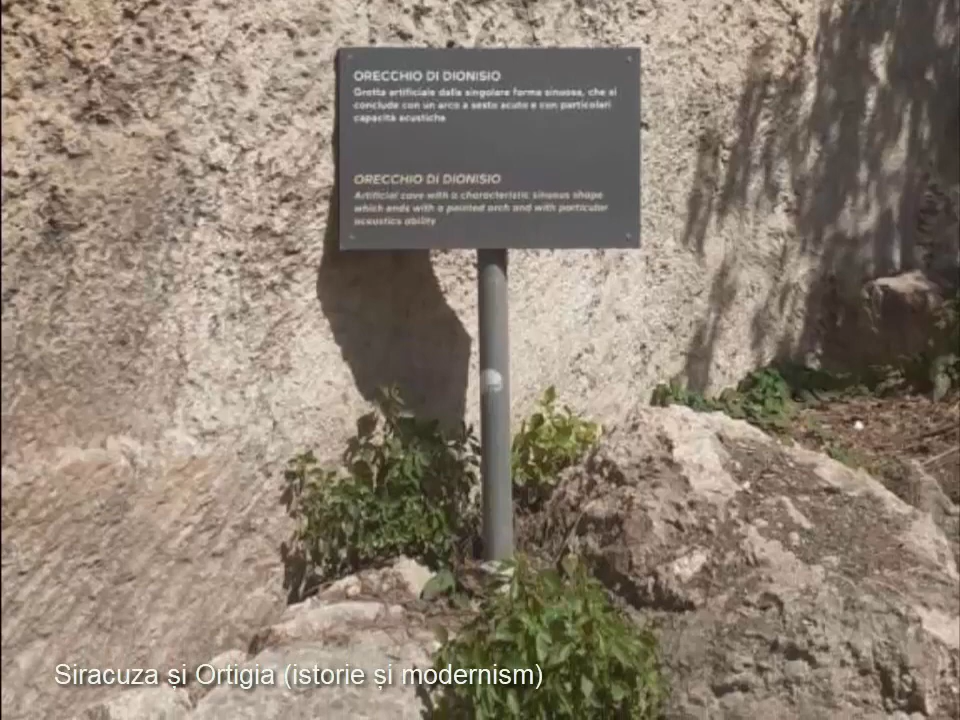 ORECCHIO DI DIONISIO
Grotta artificiale dalla singolare forma sinuosa, che si
conclude con un arco a sesto acuto e con particolari
capacità acustiche
ORECCHIO DI DIONISIO
Artificial cave with a characteristic sinuous shape
which ends with a pointed arch and with particular
acoustics ability
Siracuza și Ortigia (istorie și modernism)